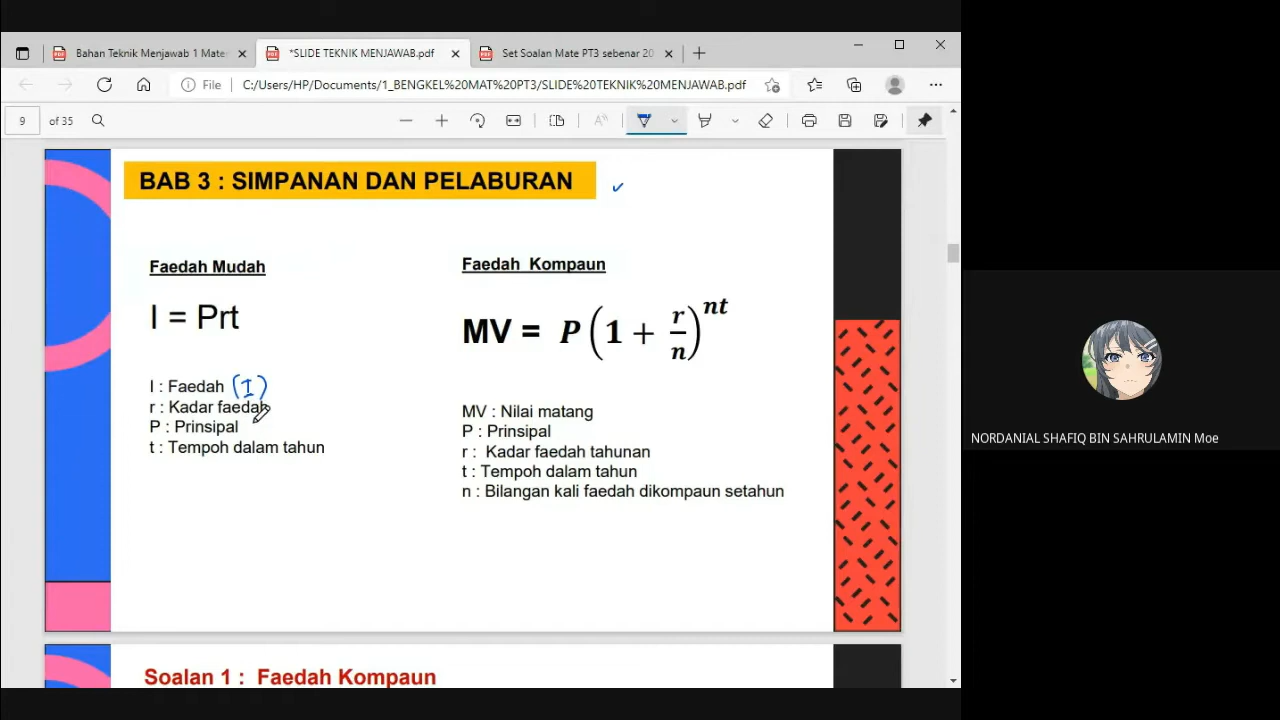 Bahan Teknik Menjawab 1 Mate
*SLIDE TEKNIK MENJAWAB.pdf
Set Soalan Mate PT3 sebenar 20
File
C:/Users/HP/Documents/1_BENGKEL%20MAT%20PT3/SLIDE%20TEKNIK%20MENJAWAB.pdf
9 of 35
BAB 3 : SIMPANAN DAN PELABURAN
Faedah Mudah
I = Prt
I : Faedah (I)
r : Kadar faedah
P : Prinsipal
t : Tempoh dalam tahun
Faedah Kompaun
MV = P(1 + r/n)^nt
MV : Nilai matang
P : Prinsipal
r : Kadar faedah tahunan
t : Tempoh dalam tahun
n : Bilangan kali faedah dikompaun setahun
Soalan 1 : Faedah Kompaun
NORDANIAL SHAFIQ BIN SAHRULAMIN Moe